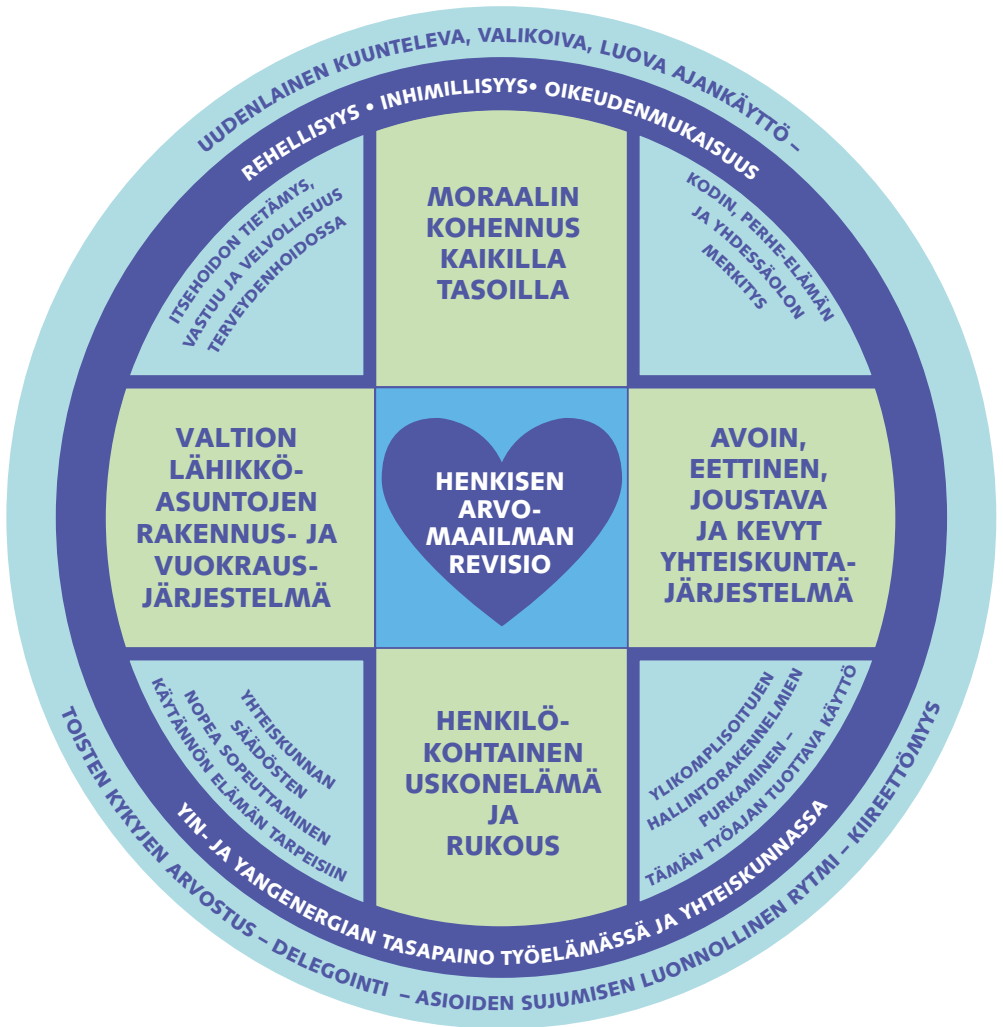 UUDENLAINEN KUUNTELEVA, VALIKOIVA, LUOVA AJANKÄYTTÖ –
REHELLISYYS • INHIMILLISYYS• OIKEUDENMUKAISUUS
ITSEHOIDON TIETÄMYS,
VASTUU JA VELVOLLISUUS
TERVEYDENHOIDOSSA
MORAALIN
KOHENNUS
KAIKILLA
TASOILLA
KODIN, PERHE-ELÄMÄN
JA YHDESSÄOLON
MERKITYS
VALTION
LÄHIKKÖ-
ASUNTOJEN
RAKENNUS- JA
VUOKRAUS-
JÄRJESTELMÄ
HENKISEN
ARVO-
MAAILMAN
REVISIO
AVOIN,
EETTINEN,
JOUSTAVA
JA KEVYT
YHTEISKUNTA-
JÄRJESTELMÄ
YHTEISKUNNAN
SÄÄDÖSTEN
NOPEA SOPEUTTAMINEN
KÄYTÄNNÖN ELÄMÄN TARPEISIIN
HENKILÖ-
KOHTAINEN
USKONELÄMÄ
JA
RUKOUS
YLIKOMPLISOITUJEN
HALLINTORAKENNELMIEN
PURKAMINEN –
TÄMÄN TYÖAJAN TUOTTAVA KÄYTTÖ
YIN- JA YANGENERGIAN TASAPAINO TYÖELÄMÄSSÄ JA YHTEISKUNNASSA
TOISTEN KYKYJEN ARVOSTUS – DELEGOINTI – ASIOIDEN SUJUMISEN LUONNOLLINEN RYTMI – KIIREETTÖMYYS